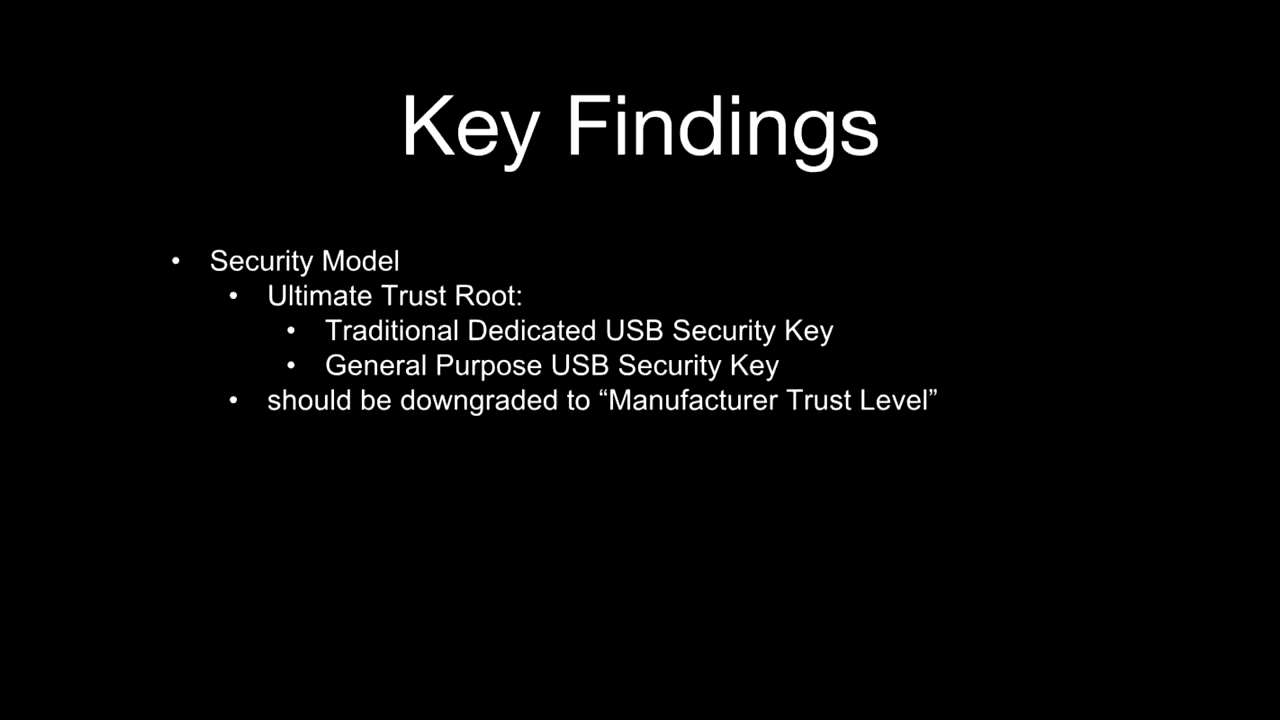 Key Findings
• Security Model
• Ultimate Trust Root:
• Traditional Dedicated USB Security Key
• General Purpose USB Security Key
• should be downgraded to “Manufacturer Trust Level”